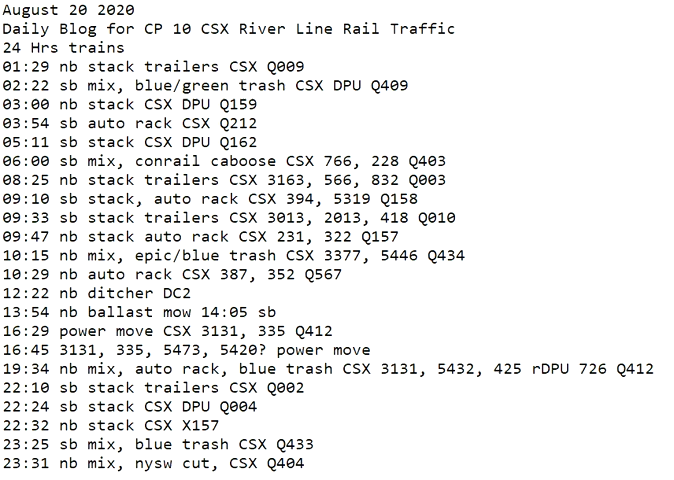 August 20 2020
Daily Blog for CP 10 CSX River Line Rail Traffic
24 Hrs trains
01:29 nb stack trailers CSX Q009
02:22 sb mix, blue/green trash CSX DPU Q409
03:00 nb stack CSX DPU Q159
03:54 sb auto rack CSX Q212
05:11 sb stack CSX DPU Q162
06:00 sb mix, conrail caboose CSX 766, 228 Q403
08:25 nb stack trailers CSX 3163, 566, 832 Q003
09:10 sb stack, auto rack CSX 394, 5319 Q158
09:33 sb stack trailers CSX 3013, 2013, 418 Q010
09:47 nb stack auto rack CSX 231, 322 Q157
10:15 nb mix, epic/blue trash CSX 3377, 5446 Q434
10:29 nb auto rack CSX 387, 352 Q567
12:22 nb ditcher DC2
13:54 nb ballast mow 14:05 sb
16:29 power move CSX 3131, 335 Q412
16:45 3131, 335, 5473, 5420? power move
19:34 nb mix, auto rack, blue trash CSX 3131, 5432, 425 rDPU 726 Q412
22:10 sb stack trailers CSX Q002
22:24 sb stack CSX DPU Q004
22:32 nb stack CSX X157
23:25 sb mix, blue trash CSX Q433
23:31 nb mix, nysw cut, CSX Q404